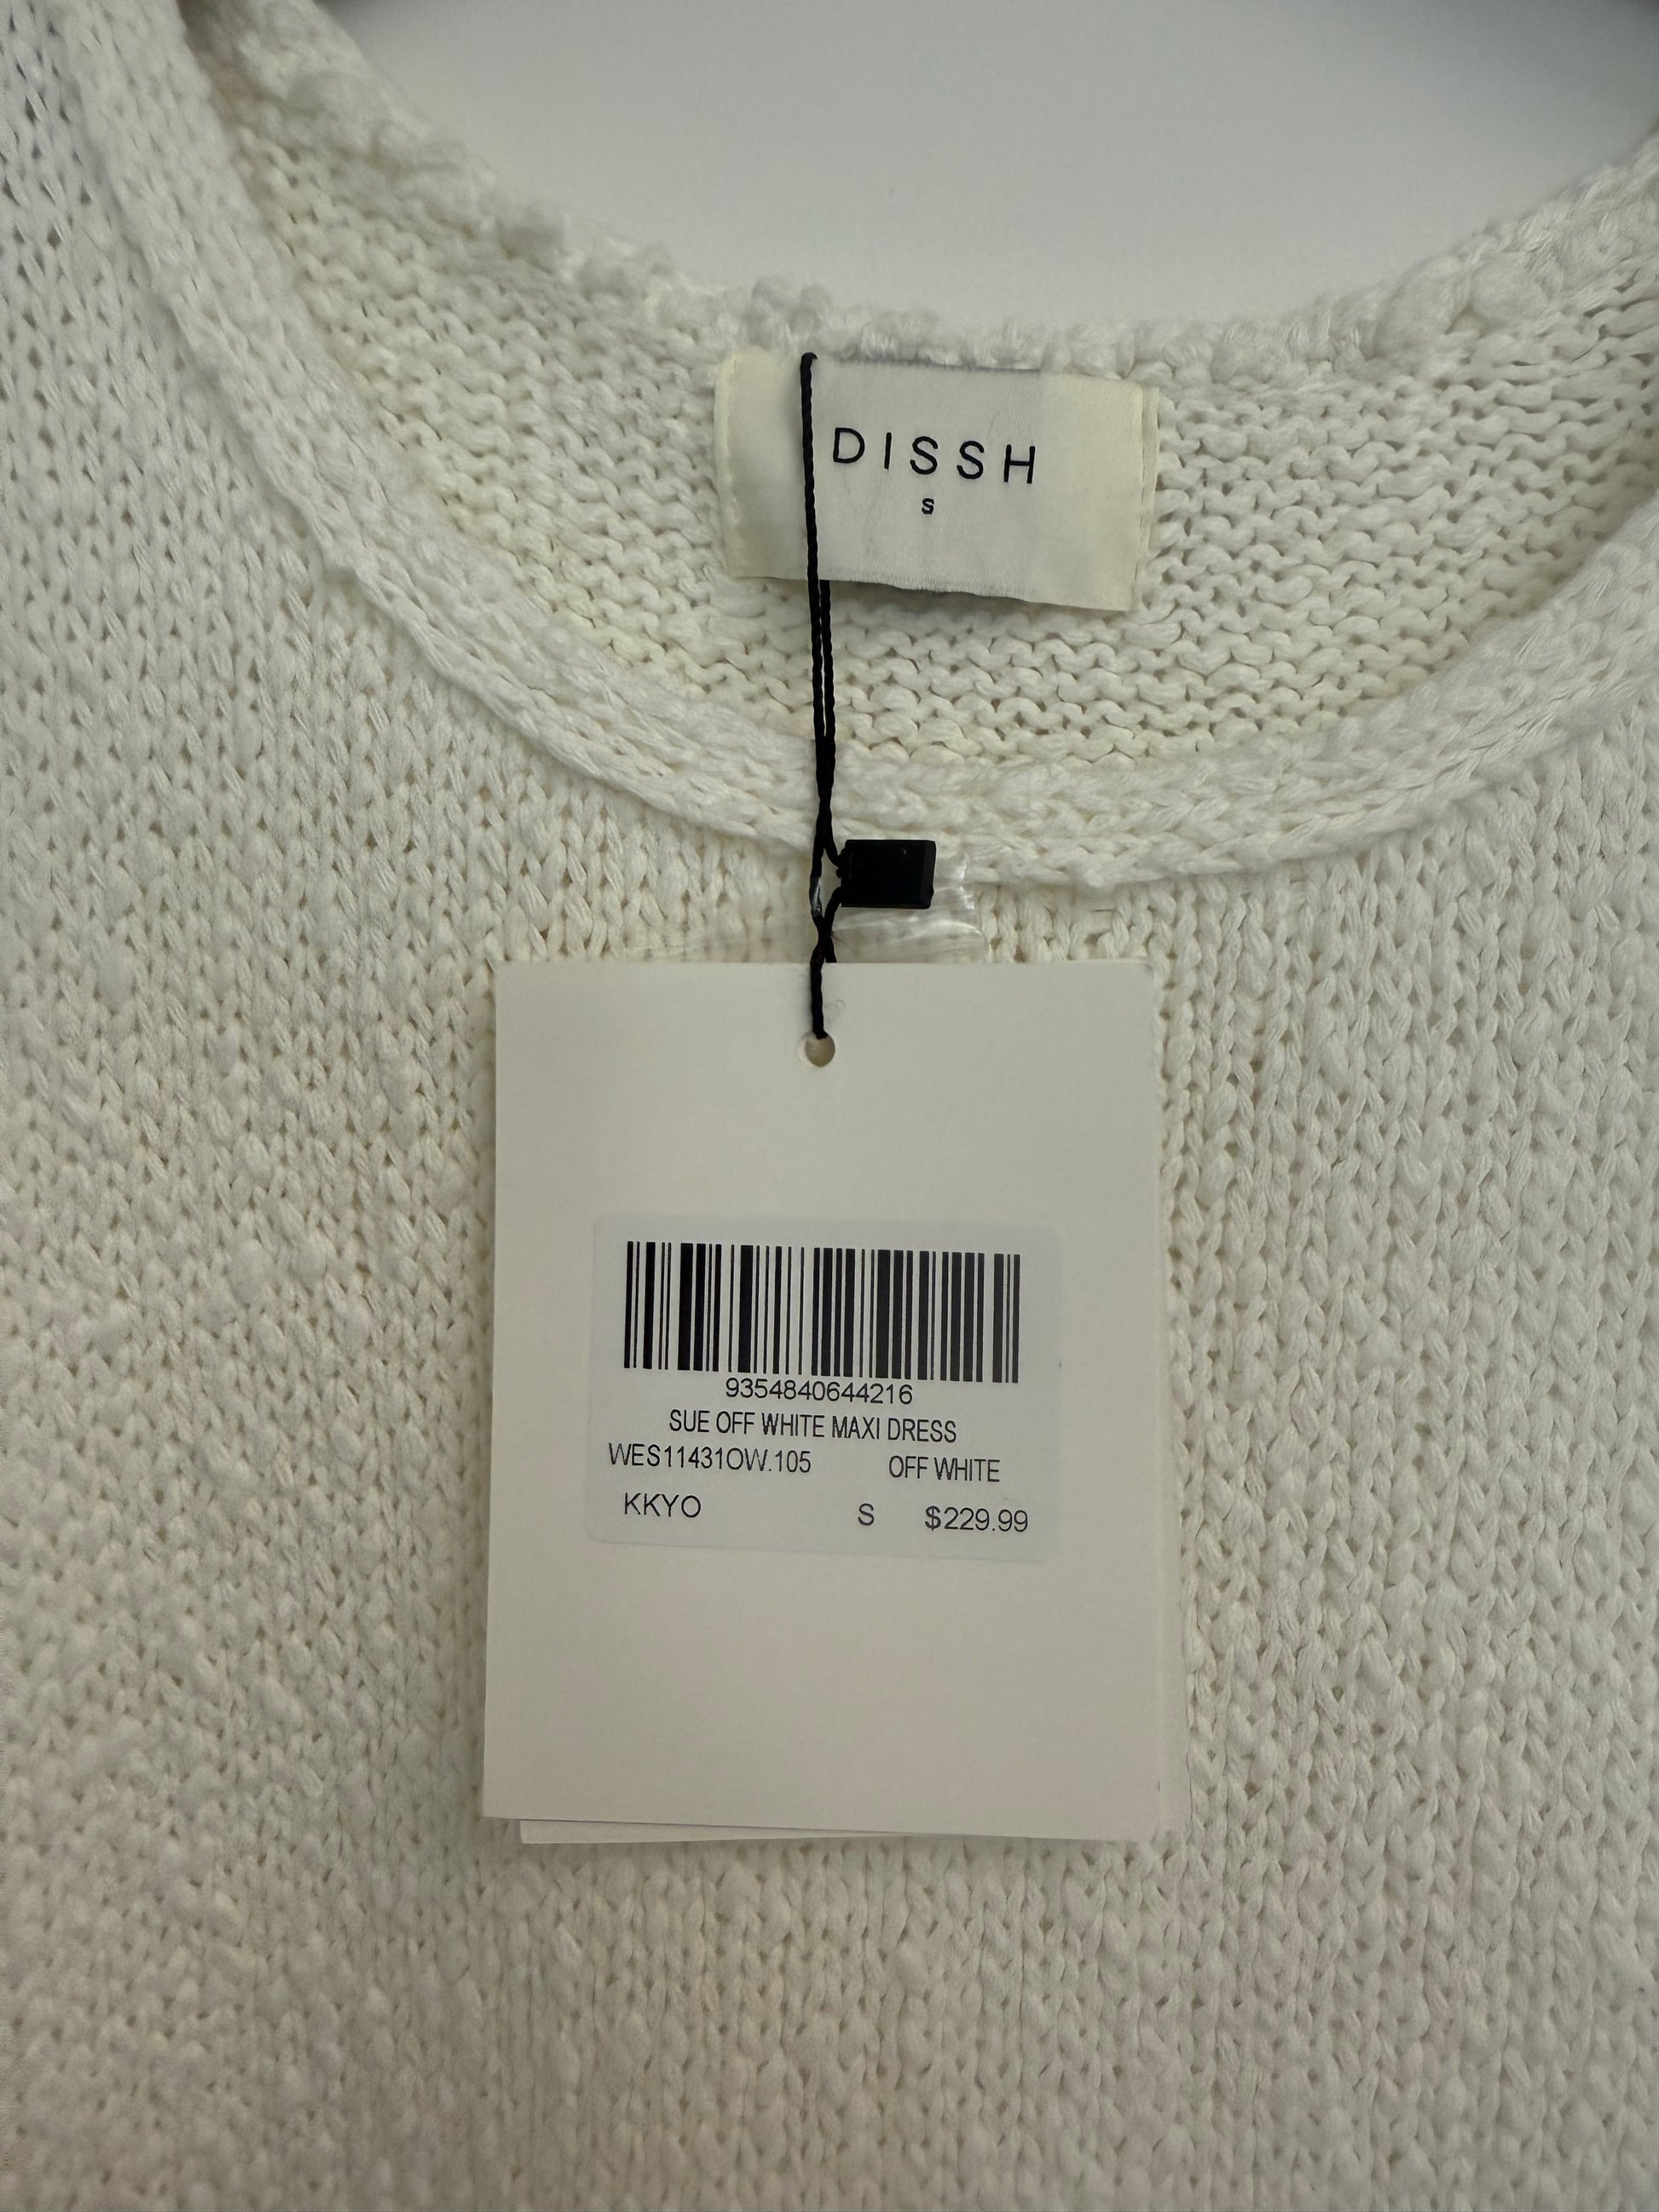 DISSH
S
9354840644216
SUE OFF WHITE MAXI DRESS
WES11431OW.105 OFF WHITE
KKYO S $229.99